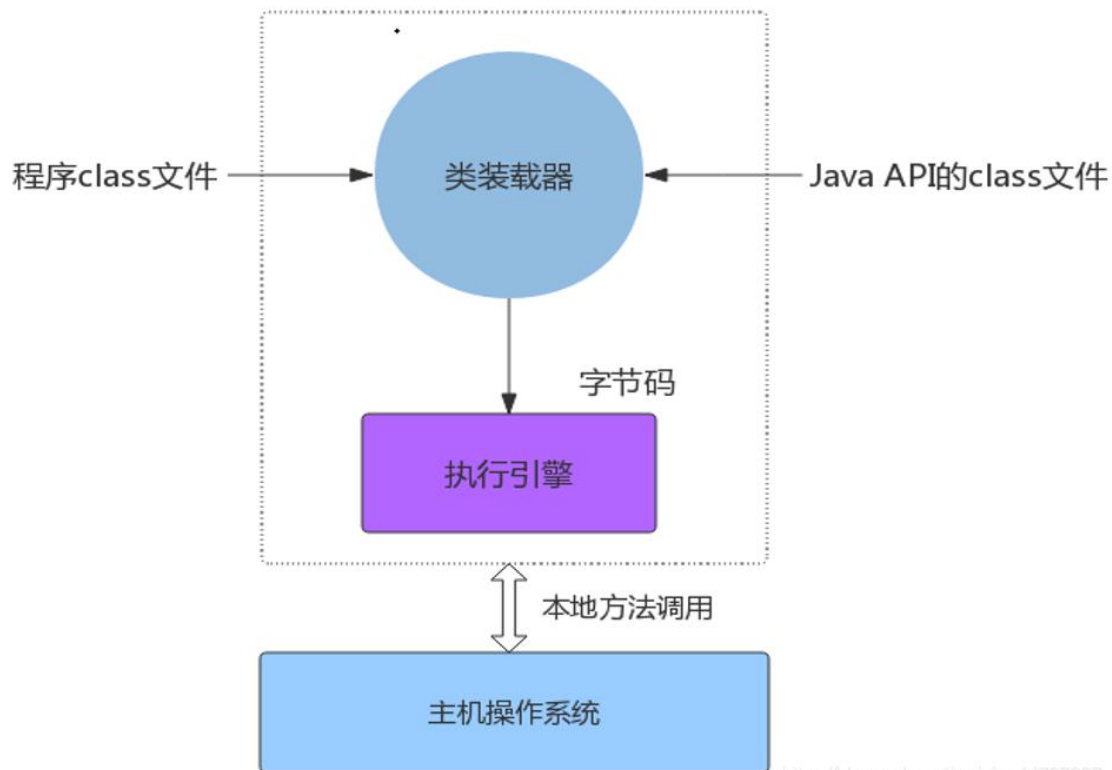 程序class文件
类装载器
Java API的class文件
字节码
执行引擎
本地方法调用
主机操作系统